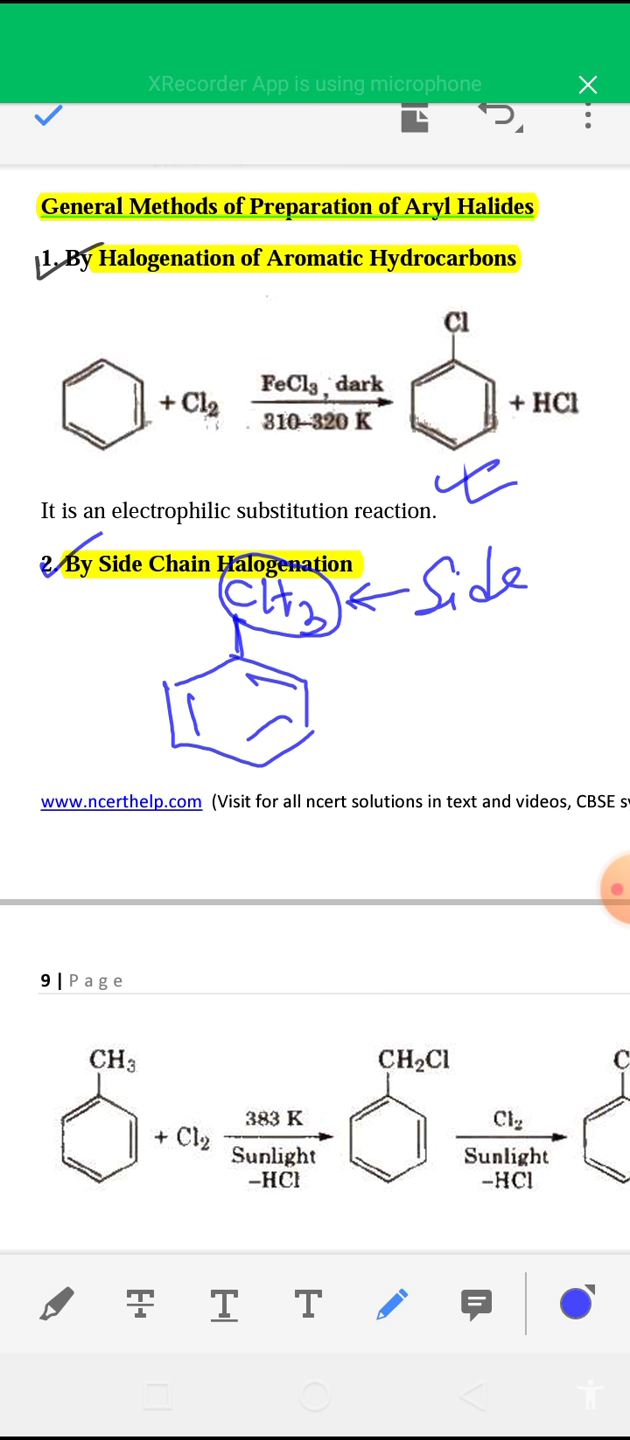 XRecorder App is using microphone
General Methods of Preparation of Aryl Halides
1. By Halogenation of Aromatic Hydrocarbons
Cl
+ Cl₂ FeCl₃, dark + HCl
310–320 K
It is an electrophilic substitution reaction.
2. By Side Chain Halogenation
CH₃ ← Side
www.ncerthelp.com (Visit for all ncert solutions in text and videos, CBSE s
9 | Page
CH₃ CH₂Cl C
+ Cl₂ 383 K Cl₂
Sunlight Sunlight
–HCl –HCl
T T T